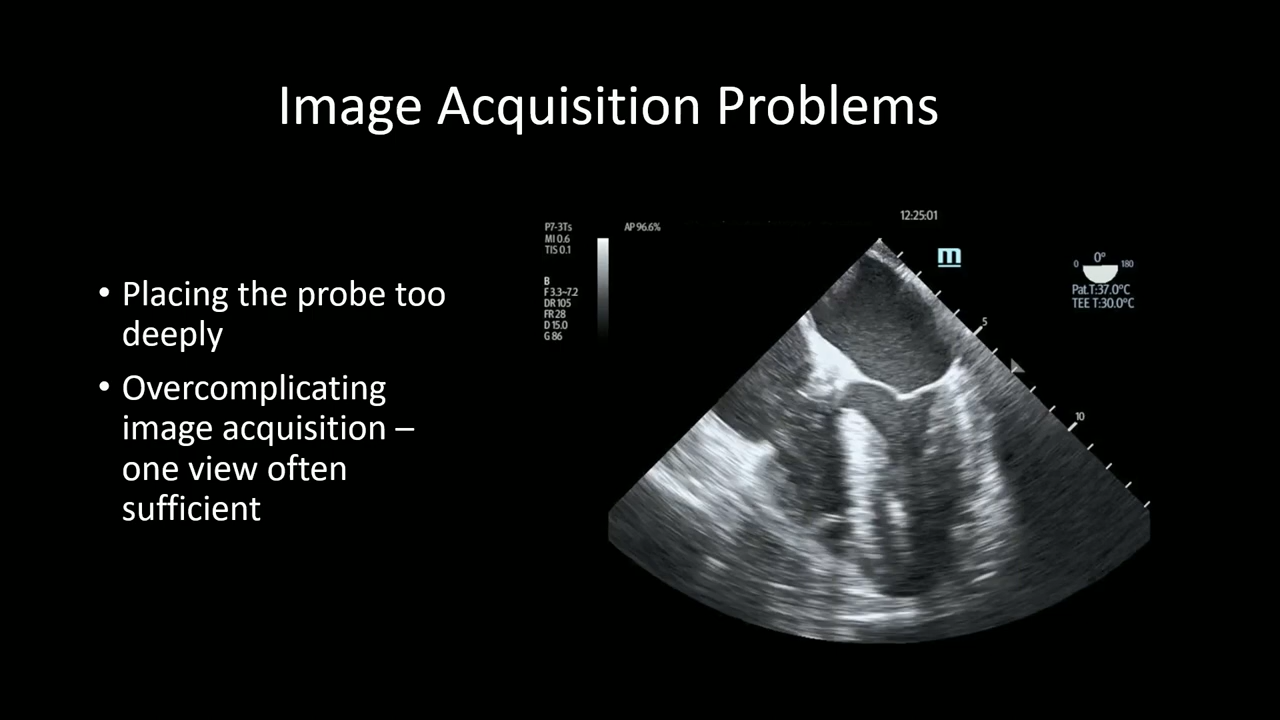 Image Acquisition Problems
• Placing the probe too
deeply
• Overcomplicating
image acquisition –
one view often
sufficient
12:25:01
P7-3Ts
MI 0.6
TIS 0.1
AP 96.6%
B
F 3.3~7.2
DR 105
FR 28
D 15.0
G 86
m
0°
0 180
Pat.T:37.0°C
TEE T:30.0°C
5
10